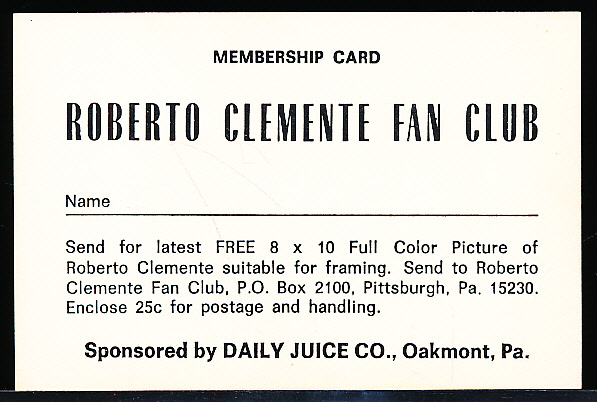 MEMBERSHIP CARD
ROBERTO CLEMENTE FAN CLUB
Name
Send for latest FREE 8 x 10 Full Color Picture of
Roberto Clemente suitable for framing. Send to Roberto
Clemente Fan Club, P.O. Box 2100, Pittsburgh, Pa. 15230.
Enclose 25c for postage and handling.
Sponsored by DAILY JUICE CO., Oakmont, Pa.